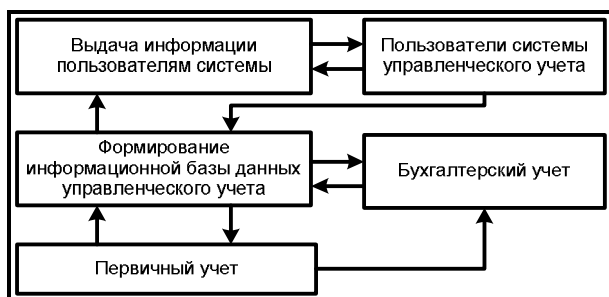 Выдача информации
пользователям системы
Пользователи системы
управленческого учета
Формирование
информационной базы данных
управленческого учета
Бухгалтерский учет
Первичный учет